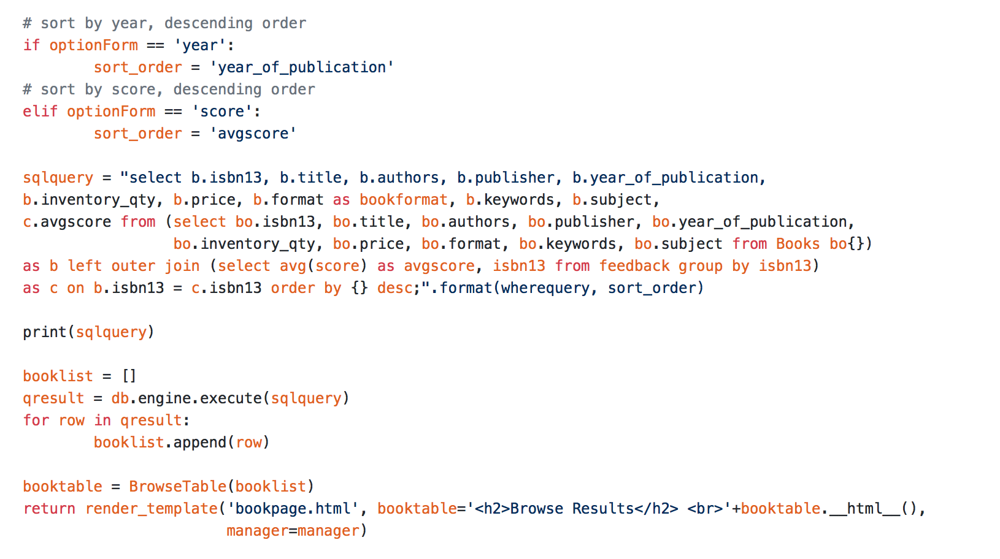 # sort by year, descending order
if optionForm == 'year':
        sort_order = 'year_of_publication'
# sort by score, descending order
elif optionForm == 'score':
        sort_order = 'avgscore'

sqlquery = "select b.isbn13, b.title, b.authors, b.publisher, b.year_of_publication,
b.inventory_qty, b.price, b.format as bookformat, b.keywords, b.subject,
c.avgscore from (select bo.isbn13, bo.title, bo.authors, bo.publisher, bo.year_of_publication,
                 bo.inventory_qty, bo.price, bo.format, bo.keywords, bo.subject from Books bo{})
as b left outer join (select avg(score) as avgscore, isbn13 from feedback group by isbn13)
as c on b.isbn13 = c.isbn13 order by {} desc;".format(wherequery, sort_order)

print(sqlquery)

booklist = []
qresult = db.engine.execute(sqlquery)
for row in qresult:
        booklist.append(row)

booktable = BrowseTable(booklist)
return render_template('bookpage.html', booktable='<h2>Browse Results</h2> <br>'+booktable.__html__(),
                       manager=manager)